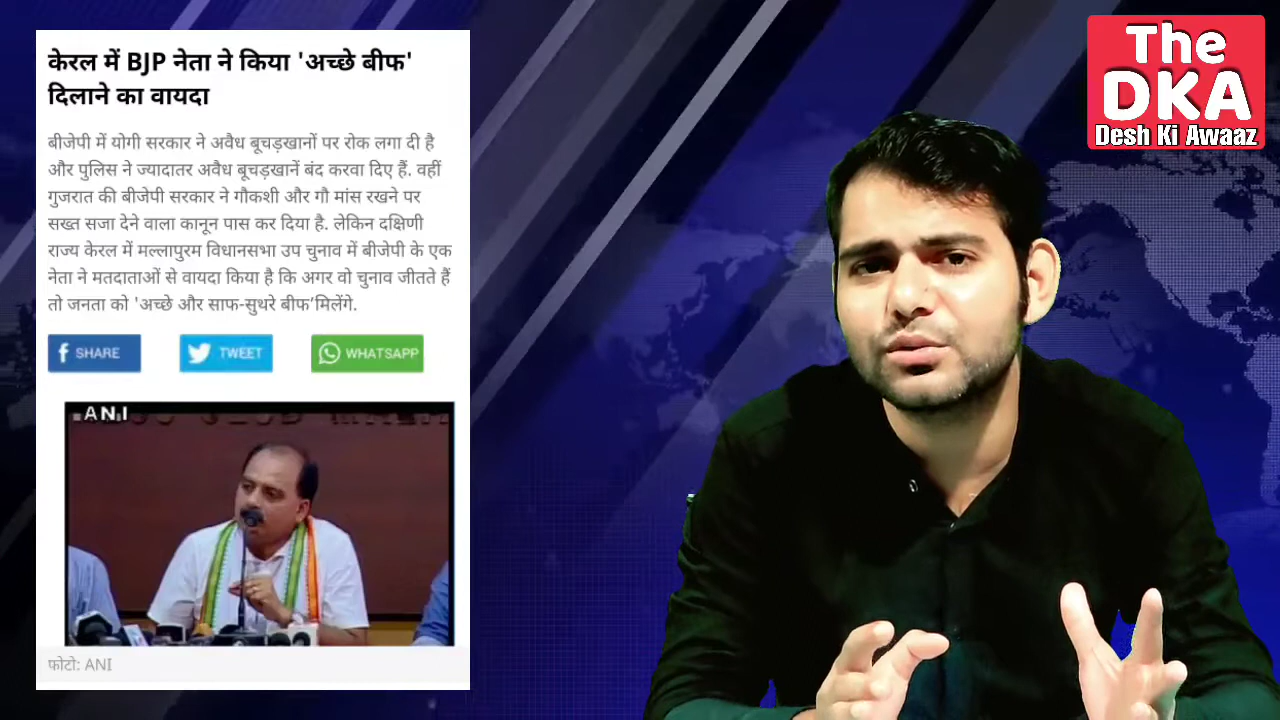 केरल में BJP नेता ने किया 'अच्छे बीफ'
दिलाने का वायदा
बीजेपी में योगी सरकार ने अवैध बूचड़खानों पर रोक लगा दी है
और पुलिस ने ज्यादातर अवैध बूचड़खानें बंद करवा दिए हैं. वहीं
गुजरात की बीजेपी सरकार ने गौकशी और गौ मांस रखने पर
सख्त सजा देने वाला कानून पास कर दिया है. लेकिन दक्षिणी
राज्य केरल में मल्लापुरम विधानसभा उप चुनाव में बीजेपी के एक
नेता ने मतदाताओं से वायदा किया है कि अगर वो चुनाव जीतते हैं
तो जनता को 'अच्छे और साफ-सुथरे बीफ'मिलेंगे.
f SHARE
TWEET
WHATSAPP
ANI
फोटो: ANI
The
DKA
Desh Ki Awaaz